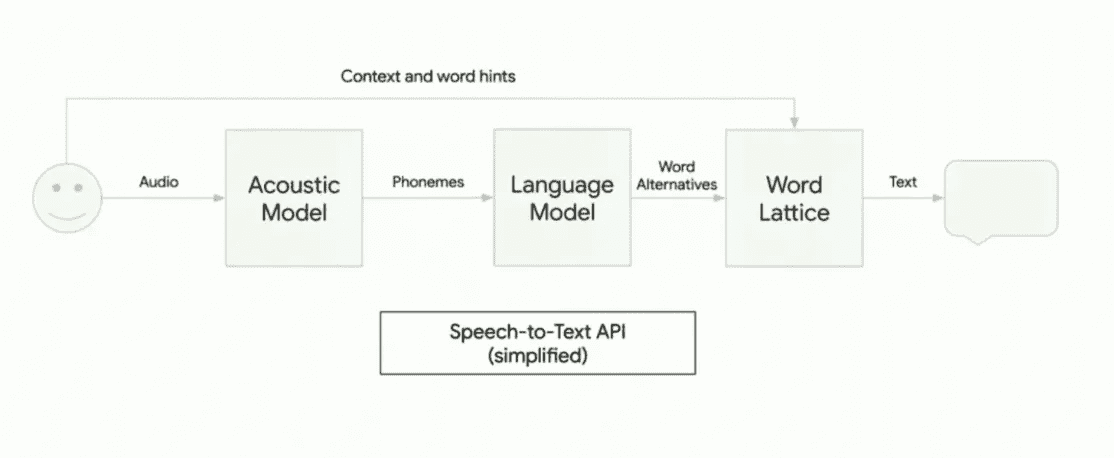 Context and word hints
Audio
Acoustic
Model
Phonemes
Language
Model
Word
Alternatives
Word
Lattice
Text
Speech-to-Text API
(simplified)